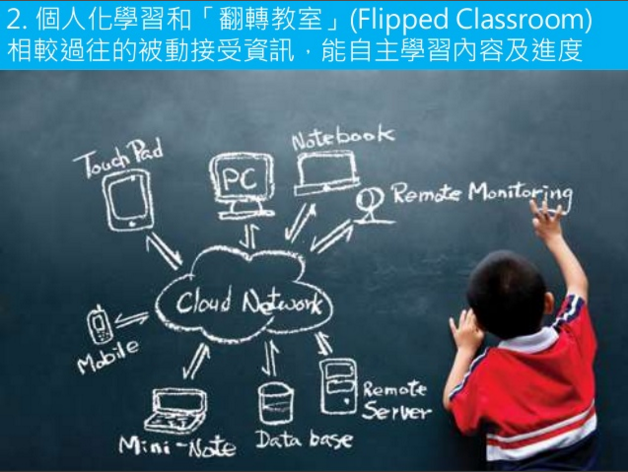 2. 個人化學習和「翻轉教室」(Flipped Classroom)
相較過往的被動接受資訊，能自主學習內容及進度
Notebook
Touch Pad
PC
Remote Monitoring
Cloud Network
Mobile
Remote
Server
Mini-Note
Data base